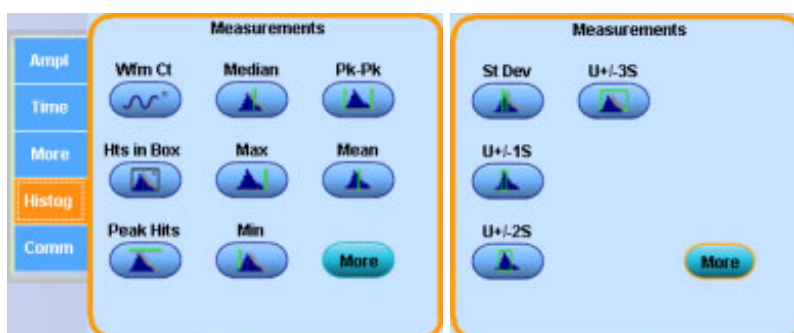 Ampl
Time
More
Histog
Comm
Measurements
Wfm Ct Median Pk-Pk
Hts in Box Max Mean
Peak Hits Min More
Measurements
St Dev U+/-3S
U+/-1S
U+/-2S
More